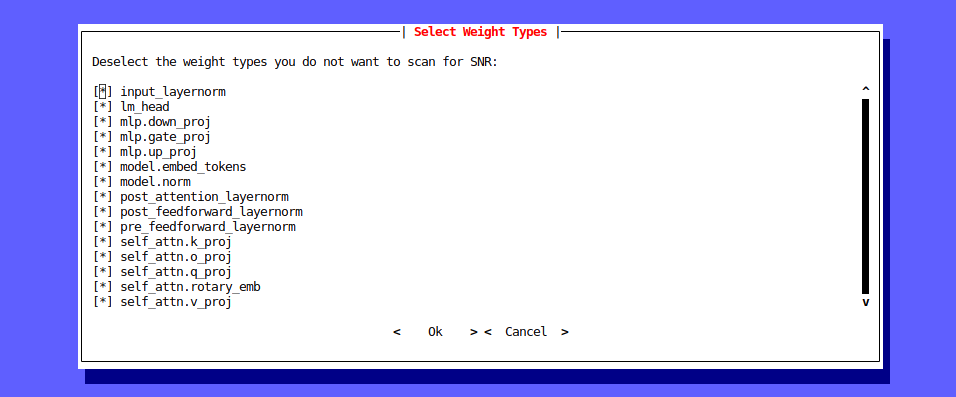 | Select Weight Types |
Deselect the weight types you do not want to scan for SNR:
[*] input_layernorm
[*] lm_head
[*] mlp.down_proj
[*] mlp.gate_proj
[*] mlp.up_proj
[*] model.embed_tokens
[*] model.norm
[*] post_attention_layernorm
[*] post_feedforward_layernorm
[*] pre_feedforward_layernorm
[*] self_attn.k_proj
[*] self_attn.o_proj
[*] self_attn.q_proj
[*] self_attn.rotary_emb
[*] self_attn.v_proj
< Ok > < Cancel >